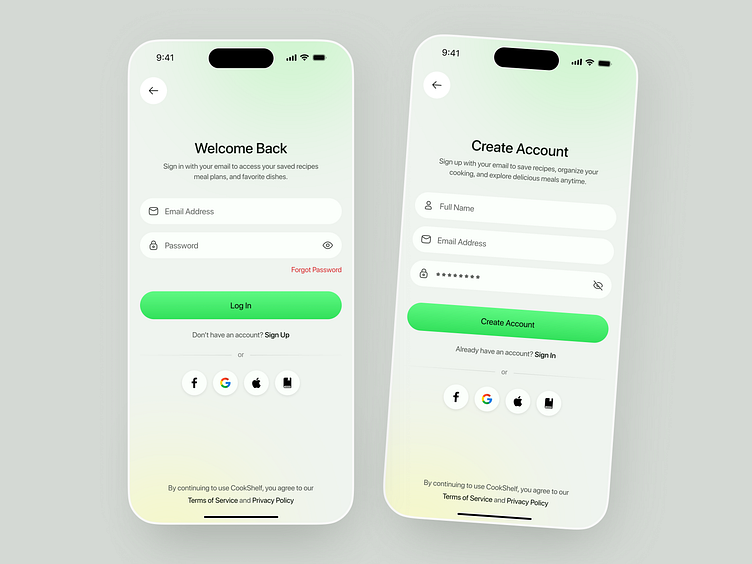 9:41
Welcome Back
Sign in with your email to access your saved recipes
meal plans, and favorite dishes.
Email Address
Password
Forgot Password
Log In
Don't have an account? Sign Up
or
By continuing to use CookShelf, you agree to our
Terms of Service and Privacy Policy
9:41
Create Account
Sign up with your email to save recipes, organize your
cooking, and explore delicious meals anytime.
Full Name
Email Address
********
Create Account
Already have an account? Sign In
or
By continuing to use CookShelf, you agree to our
Terms of Service and Privacy Policy